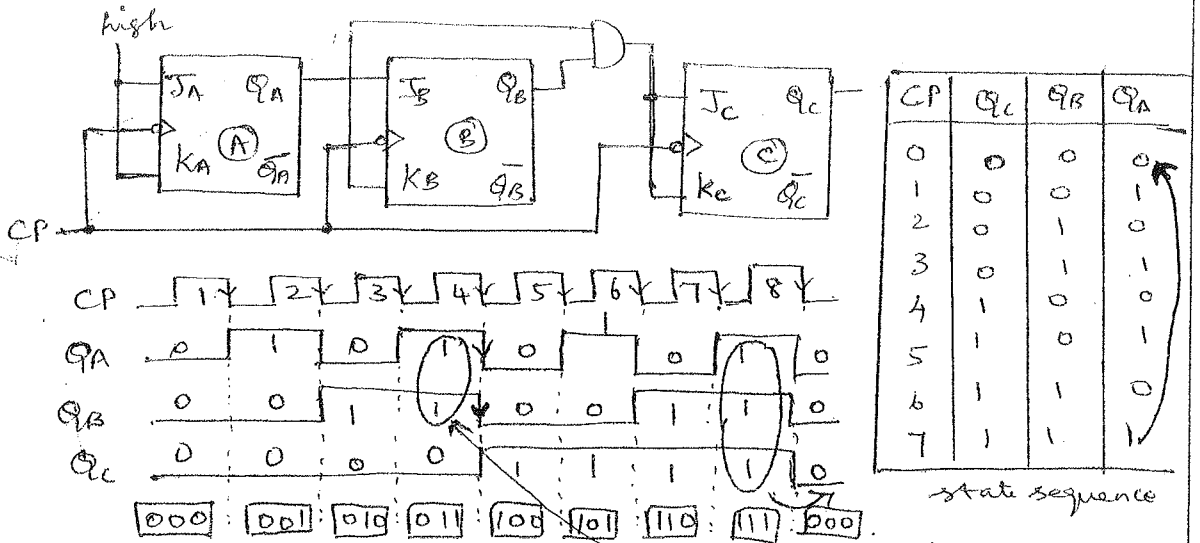 high
J_A Q_A
A
K_A Q̅_A
J_B Q_B
B
K_B Q̅_B
J_C Q_C
C
K_C Q̅_C
CP
CP Q_C Q_B Q_A
0 0 0 0
1 0 0 1
2 0 1 0
3 0 1 1
4 1 0 0
5 1 0 1
6 1 1 0
7 1 1 1
state sequence
CP 1 2 3 4 5 6 7 8
Q_A 0 1 0 1 0 1 0 1 0
Q_B 0 0 1 1 0 0 1 1 0
Q_C 0 0 0 0 1 1 1 1 0
000 001 010 011 100 101 110 111 000